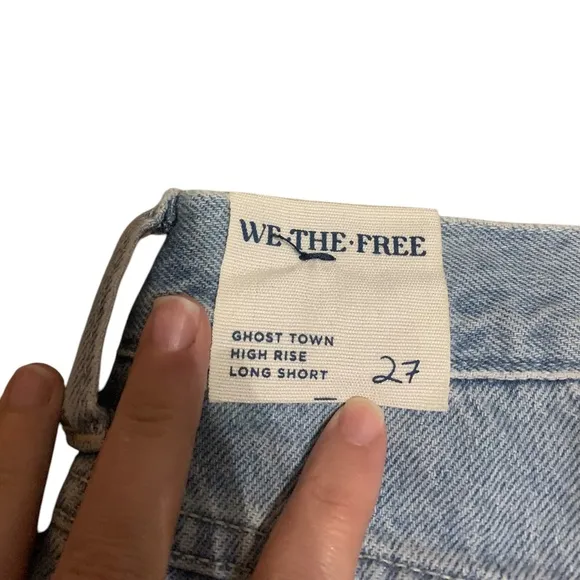 WE·THE·FREE
GHOST TOWN
HIGH RISE
LONG SHORT 27